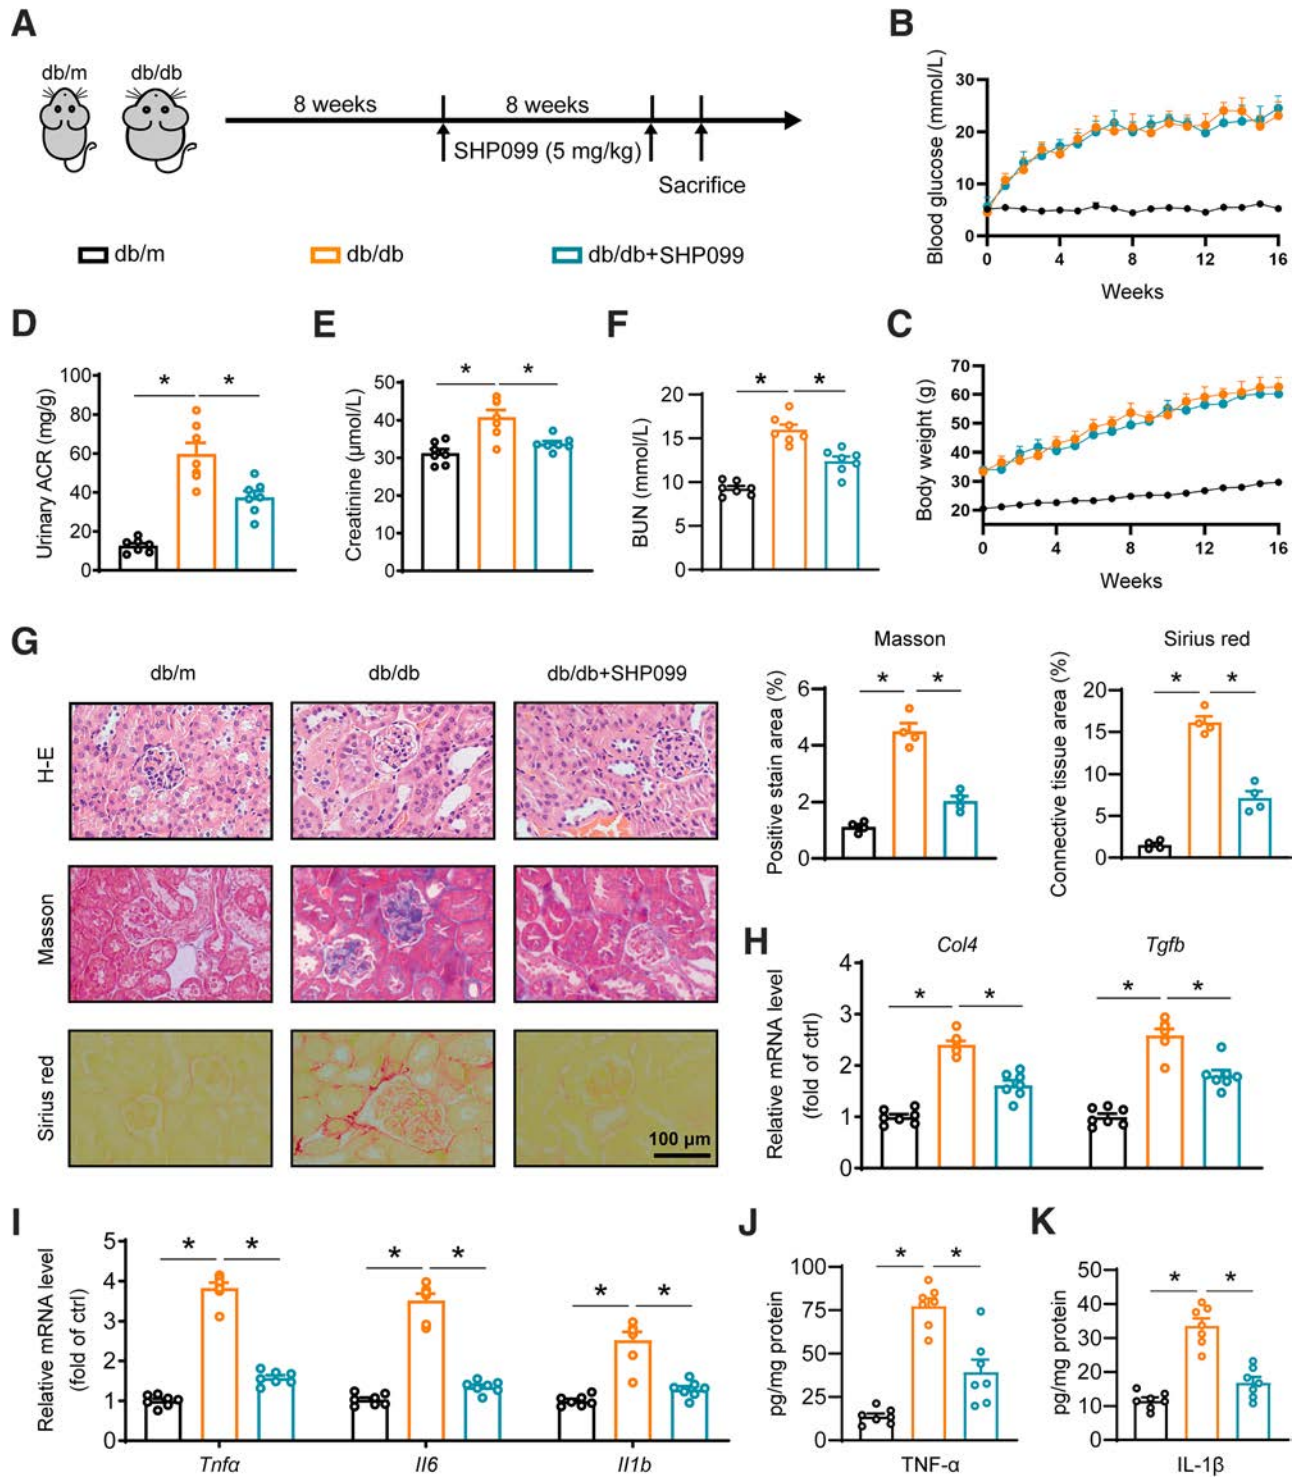 A
db/m
db/db
8 weeks
8 weeks
SHP099 (5 mg/kg)
Sacrifice
db/m
db/db
db/db+SHP099
B
Blood glucose (mmol/L)
30
20
10
0
0
4
8
12
16
Weeks
D
Urinary ACR (mg/g)
100
80
60
40
20
0
*
*
E
Creatinine (μmol/L)
50
40
30
20
10
0
*
*
F
BUN (mmol/L)
20
15
10
5
0
*
*
C
Body weight (g)
70
60
50
40
30
20
0
4
8
12
16
Weeks
G
db/m
db/db
db/db+SHP099
H-E
Masson
Sirius red
100 μm
Masson
Positive stain area (%)
6
4
2
0
*
*
Sirius red
Connective tissue area (%)
20
15
10
5
0
*
*
H
Relative mRNA level
(fold of ctrl)
4
3
2
1
0
Col4
*
*
Tgfb
*
*
I
Relative mRNA level
(fold of ctrl)
5
4
3
2
1
0
*
*
*
*
*
*
Tnfα
Il6
Il1b
J
pg/mg protein
100
75
50
25
0
*
*
TNF-α
K
pg/mg protein
50
40
30
20
10
0
*
*
IL-1β